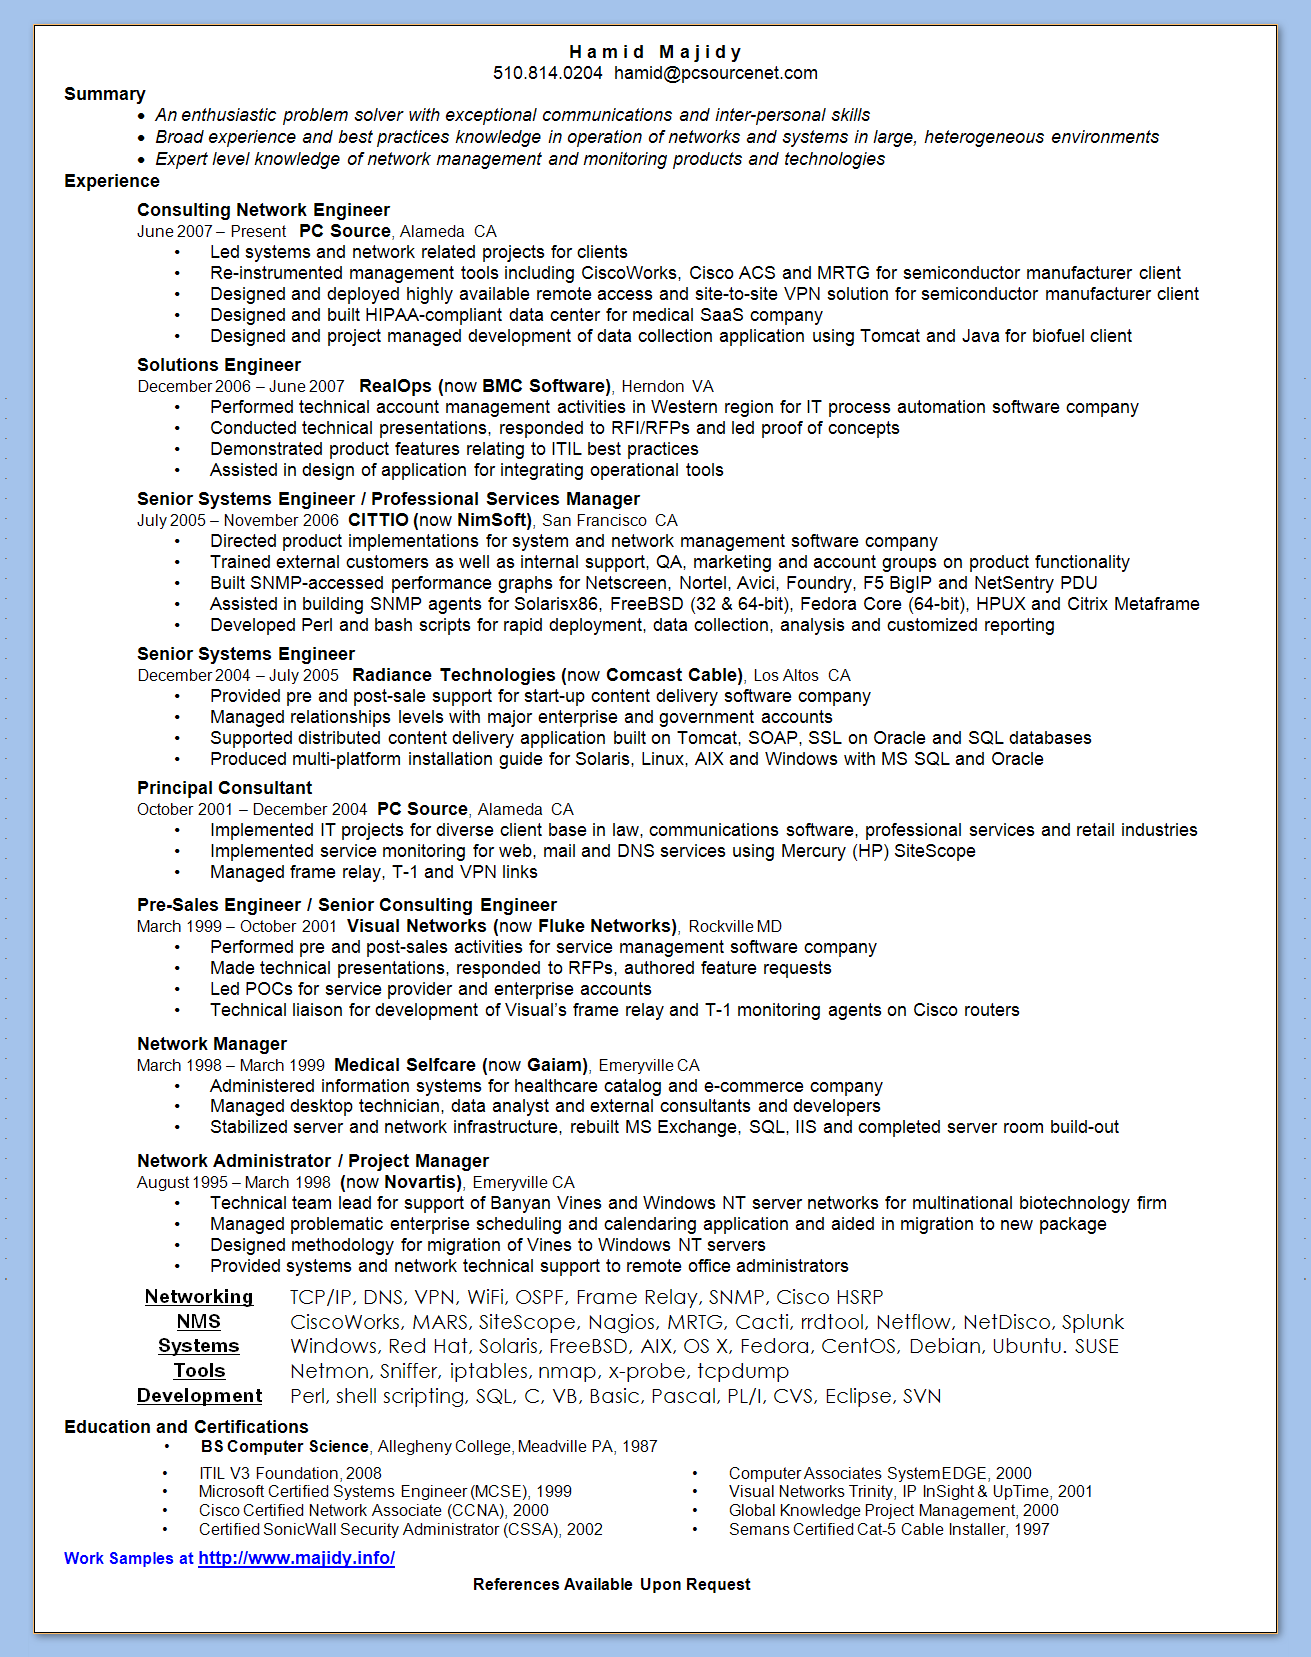 Hamid Majidy
510.814.0204 hamid@pcsourcenet.com
Summary
• An enthusiastic problem solver with exceptional communications and inter-personal skills
• Broad experience and best practices knowledge in operation of networks and systems in large, heterogeneous environments
• Expert level knowledge of network management and monitoring products and technologies
Experience
Consulting Network Engineer
June 2007 – Present PC Source, Alameda CA
• Led systems and network related projects for clients
• Re-instrumented management tools including CiscoWorks, Cisco ACS and MRTG for semiconductor manufacturer client
• Designed and deployed highly available remote access and site-to-site VPN solution for semiconductor manufacturer client
• Designed and built HIPAA-compliant data center for medical SaaS company
• Designed and project managed development of data collection application using Tomcat and Java for biofuel client
Solutions Engineer
December 2006 – June 2007 RealOps (now BMC Software), Herndon VA
• Performed technical account management activities in Western region for IT process automation software company
• Conducted technical presentations, responded to RFI/RFPs and led proof of concepts
• Demonstrated product features relating to ITIL best practices
• Assisted in design of application for integrating operational tools
Senior Systems Engineer / Professional Services Manager
July 2005 – November 2006 CITTIO (now NimSoft), San Francisco CA
• Directed product implementations for system and network management software company
• Trained external customers as well as internal support, QA, marketing and account groups on product functionality
• Built SNMP-accessed performance graphs for Netscreen, Nortel, Avici, Foundry, F5 BigIP and NetSentry PDU
• Assisted in building SNMP agents for Solarisx86, FreeBSD (32 & 64-bit), Fedora Core (64-bit), HPUX and Citrix Metaframe
• Developed Perl and bash scripts for rapid deployment, data collection, analysis and customized reporting
Senior Systems Engineer
December 2004 – July 2005 Radiance Technologies (now Comcast Cable), Los Altos CA
• Provided pre and post-sale support for start-up content delivery software company
• Managed relationships levels with major enterprise and government accounts
• Supported distributed content delivery application built on Tomcat, SOAP, SSL on Oracle and SQL databases
• Produced multi-platform installation guide for Solaris, Linux, AIX and Windows with MS SQL and Oracle
Principal Consultant
October 2001 – December 2004 PC Source, Alameda CA
• Implemented IT projects for diverse client base in law, communications software, professional services and retail industries
• Implemented service monitoring for web, mail and DNS services using Mercury (HP) SiteScope
• Managed frame relay, T-1 and VPN links
Pre-Sales Engineer / Senior Consulting Engineer
March 1999 – October 2001 Visual Networks (now Fluke Networks), Rockville MD
• Performed pre and post-sales activities for service management software company
• Made technical presentations, responded to RFPs, authored feature requests
• Led POCs for service provider and enterprise accounts
• Technical liaison for development of Visual's frame relay and T-1 monitoring agents on Cisco routers
Network Manager
March 1998 – March 1999 Medical Selfcare (now Gaiam), Emeryville CA
• Administered information systems for healthcare catalog and e-commerce company
• Managed desktop technician, data analyst and external consultants and developers
• Stabilized server and network infrastructure, rebuilt MS Exchange, SQL, IIS and completed server room build-out
Network Administrator / Project Manager
August 1995 – March 1998 (now Novartis), Emeryville CA
• Technical team lead for support of Banyan Vines and Windows NT server networks for multinational biotechnology firm
• Managed problematic enterprise scheduling and calendaring application and aided in migration to new package
• Designed methodology for migration of Vines to Windows NT servers
• Provided systems and network technical support to remote office administrators
Networking TCP/IP, DNS, VPN, WiFi, OSPF, Frame Relay, SNMP, Cisco HSRP
NMS CiscoWorks, MARS, SiteScope, Nagios, MRTG, Cacti, rrdtool, Netflow, NetDisco, Splunk
Systems Windows, Red Hat, Solaris, FreeBSD, AIX, OS X, Fedora, CentOS, Debian, Ubuntu. SUSE
Tools Netmon, Sniffer, iptables, nmap, x-probe, tcpdump
Development Perl, shell scripting, SQL, C, VB, Basic, Pascal, PL/I, CVS, Eclipse, SVN
Education and Certifications
• BS Computer Science, Allegheny College, Meadville PA, 1987
• ITIL V3 Foundation, 2008
• Microsoft Certified Systems Engineer (MCSE), 1999
• Cisco Certified Network Associate (CCNA), 2000
• Certified SonicWall Security Administrator (CSSA), 2002
• Computer Associates SystemEDGE, 2000
• Visual Networks Trinity, IP InSight & UpTime, 2001
• Global Knowledge Project Management, 2000
• Semans Certified Cat-5 Cable Installer, 1997
Work Samples at http://www.majidy.info/
References Available Upon Request